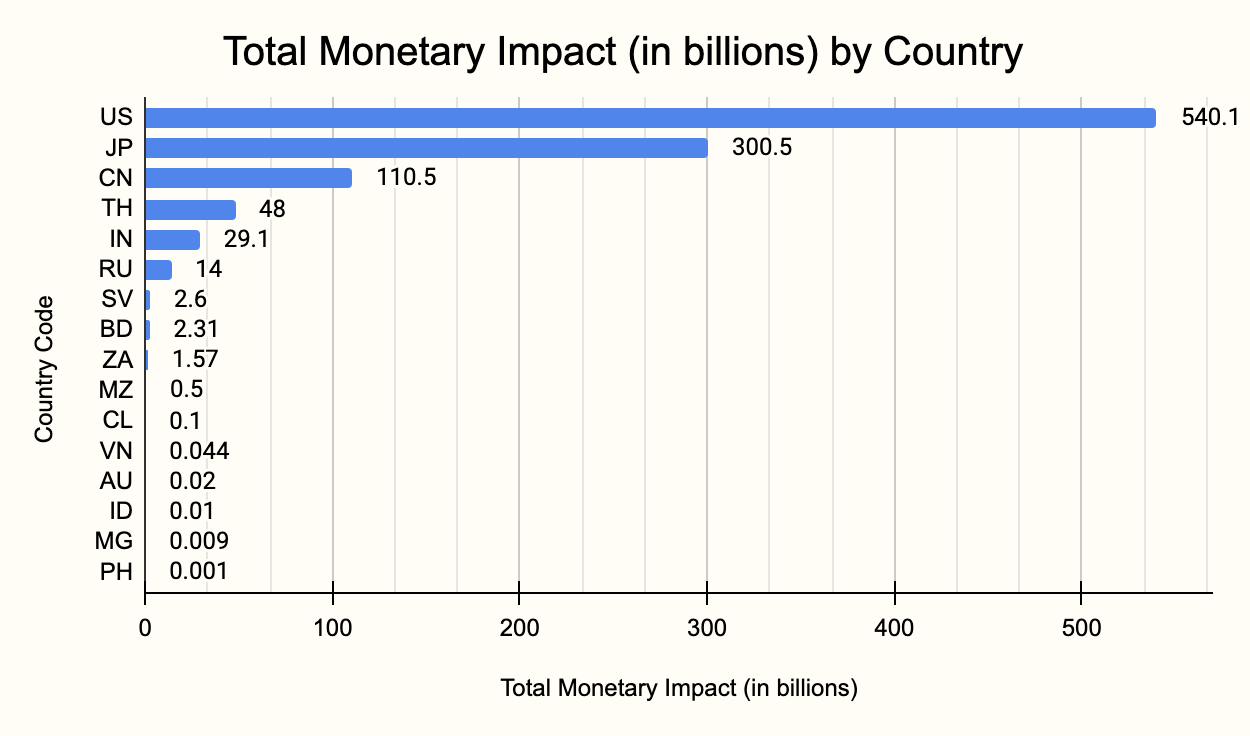 Total Monetary Impact (in billions) by Country
Country Code
US 540.1
JP 300.5
CN 110.5
TH 48
IN 29.1
RU 14
SV 2.6
BD 2.31
ZA 1.57
MZ 0.5
CL 0.1
VN 0.044
AU 0.02
ID 0.01
MG 0.009
PH 0.001
0 100 200 300 400 500
Total Monetary Impact (in billions)